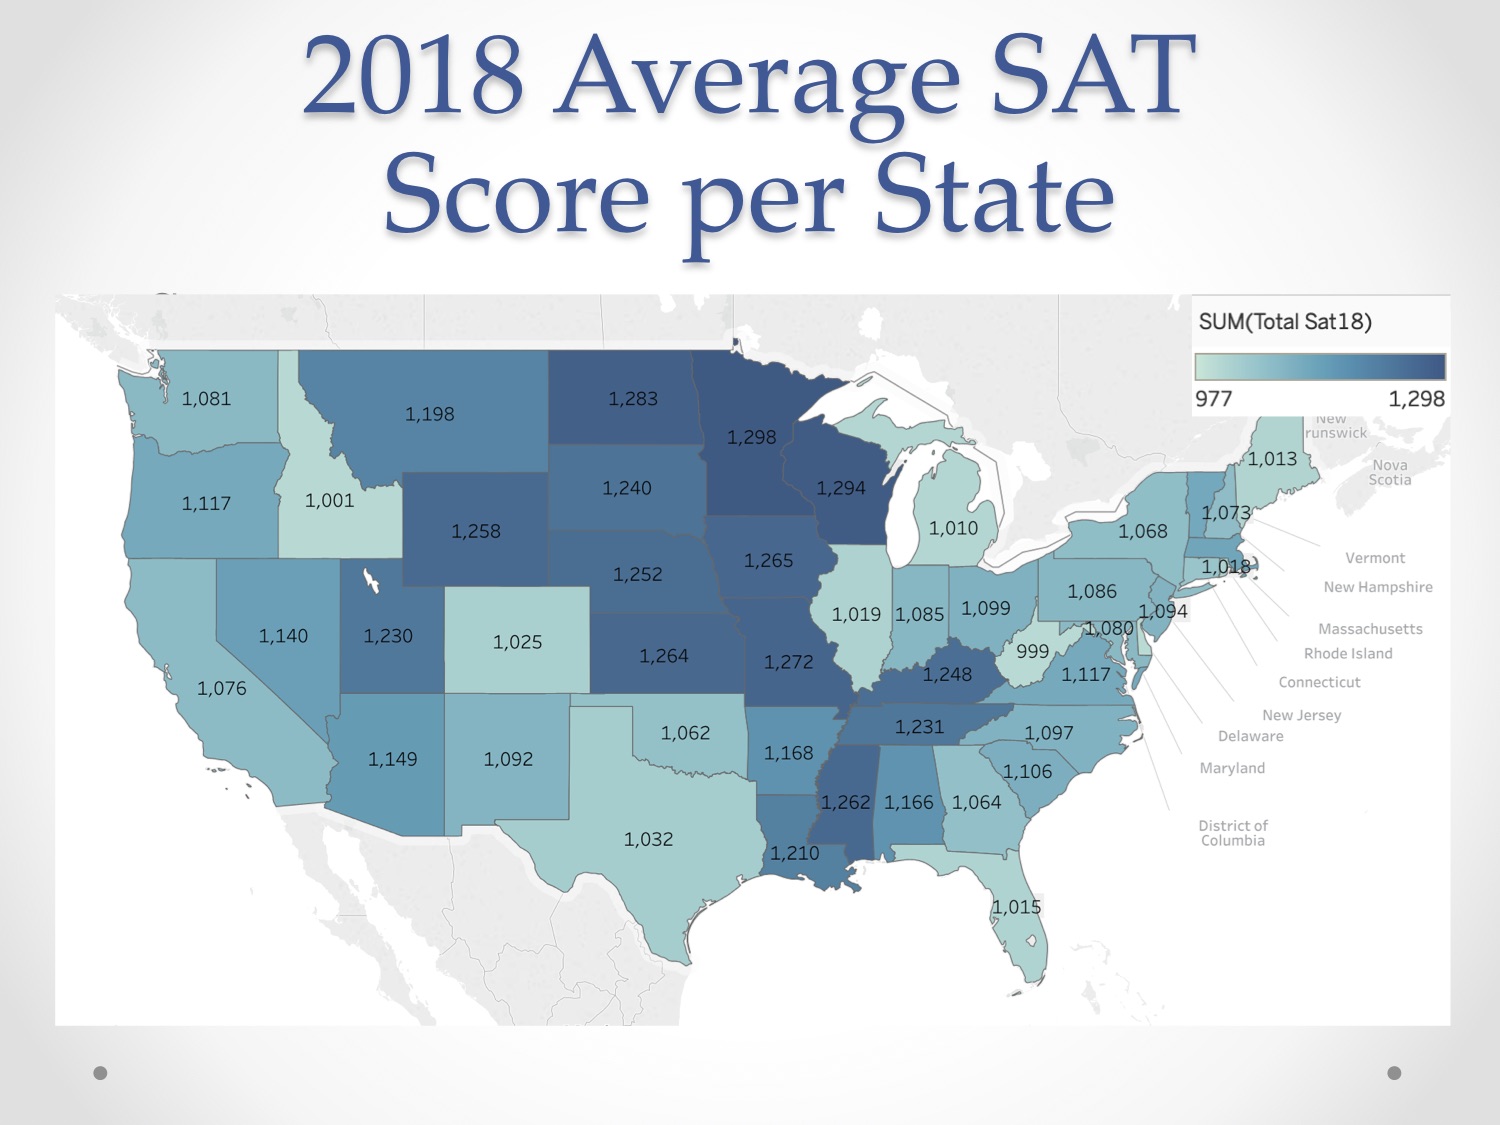 2018 Average SAT
Score per State
SUM(Total Sat18)
977 1,298
New
runswick
Nova
Scotia
1,081
1,198
1,283
1,298
1,013
1,117
1,001
1,258
1,240
1,294
1,010
1,068
1,073
1,252
1,265
1,018
Vermont
New Hampshire
1,140
1,230
1,025
1,264
1,019
1,085
1,099
1,086
1,094
1,080
Massachusetts
Rhode Island
1,076
1,272
1,248
999
1,117
Connecticut
New Jersey
Delaware
1,149
1,092
1,062
1,168
1,231
1,097
Maryland
1,106
1,032
1,262
1,166
1,064
District of
Columbia
1,210
1,015